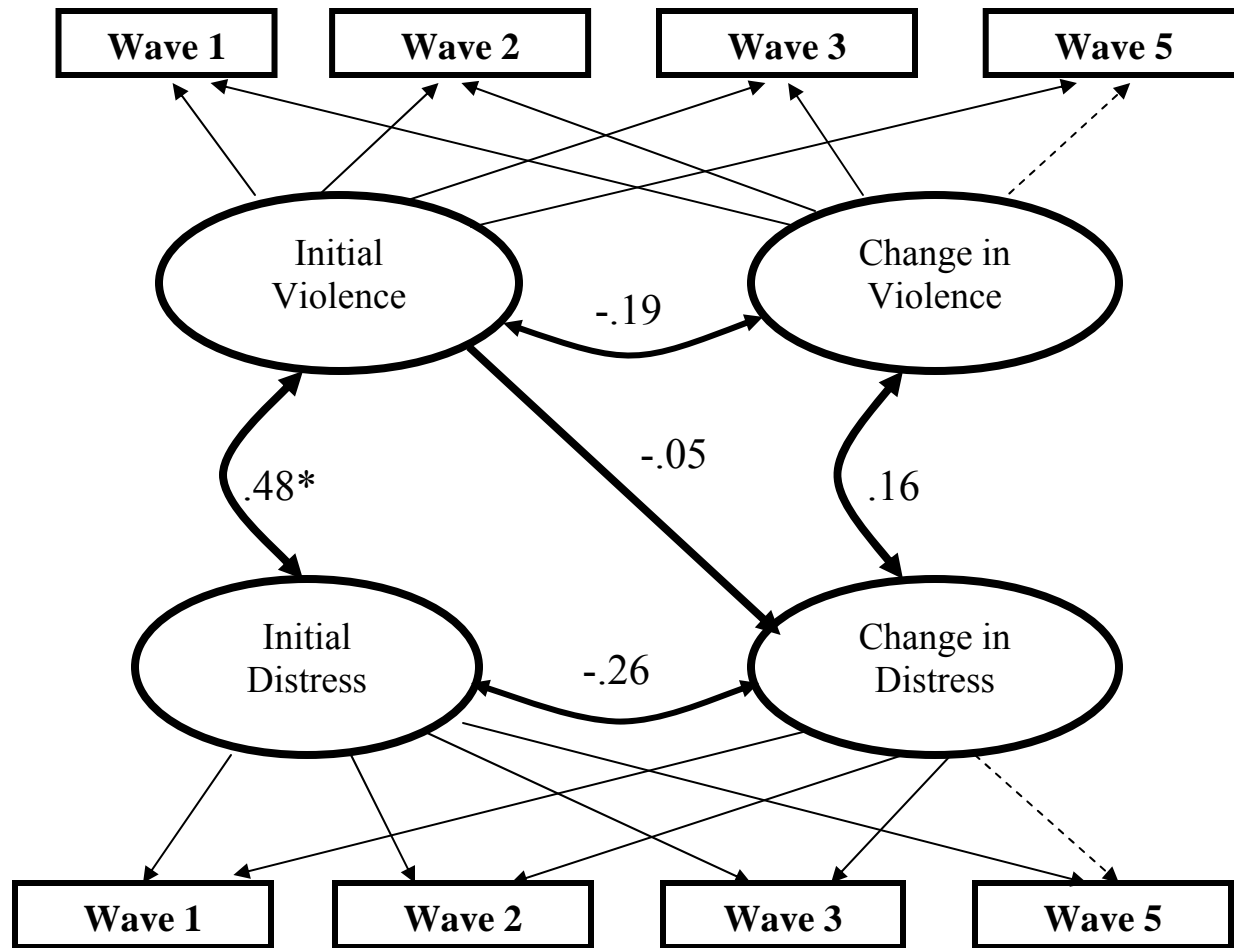 Wave 1
Wave 2
Wave 3
Wave 5
Initial
Violence
Change in
Violence
-.19
-.05
.48*
.16
Initial
Distress
Change in
Distress
-.26
Wave 1
Wave 2
Wave 3
Wave 5